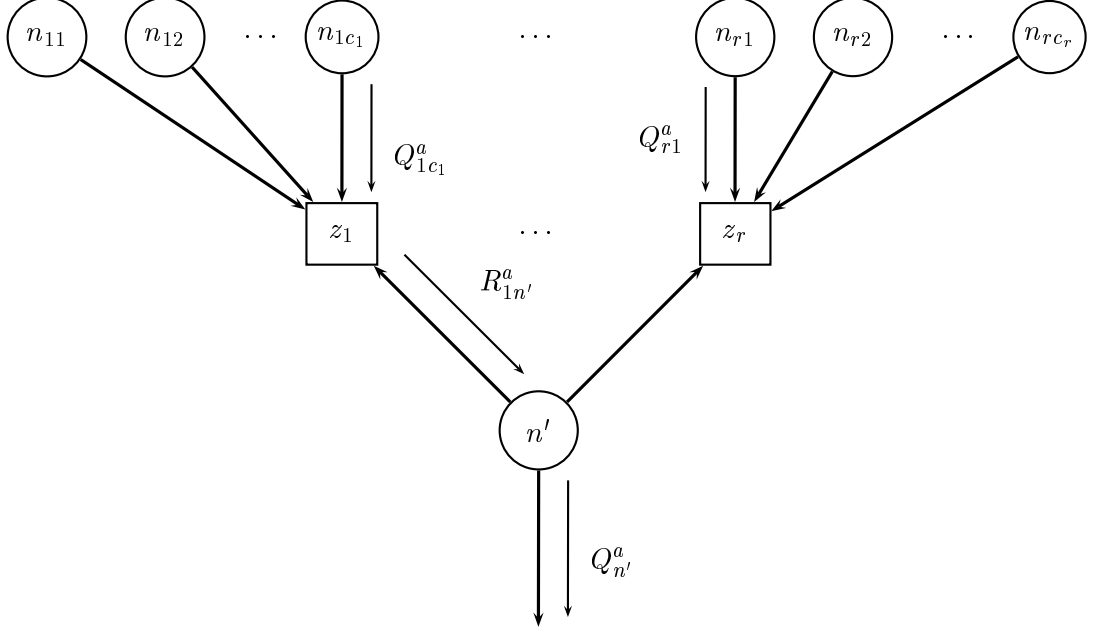 n_{11} n_{12} ⋯ n_{1c_1} ⋯ n_{r1} n_{r2} ⋯ n_{rc_r}
Q^a_{1c_1} Q^a_{r1}
z_1 ⋯ z_r
R^a_{1n'}
n'
Q^a_{n'}